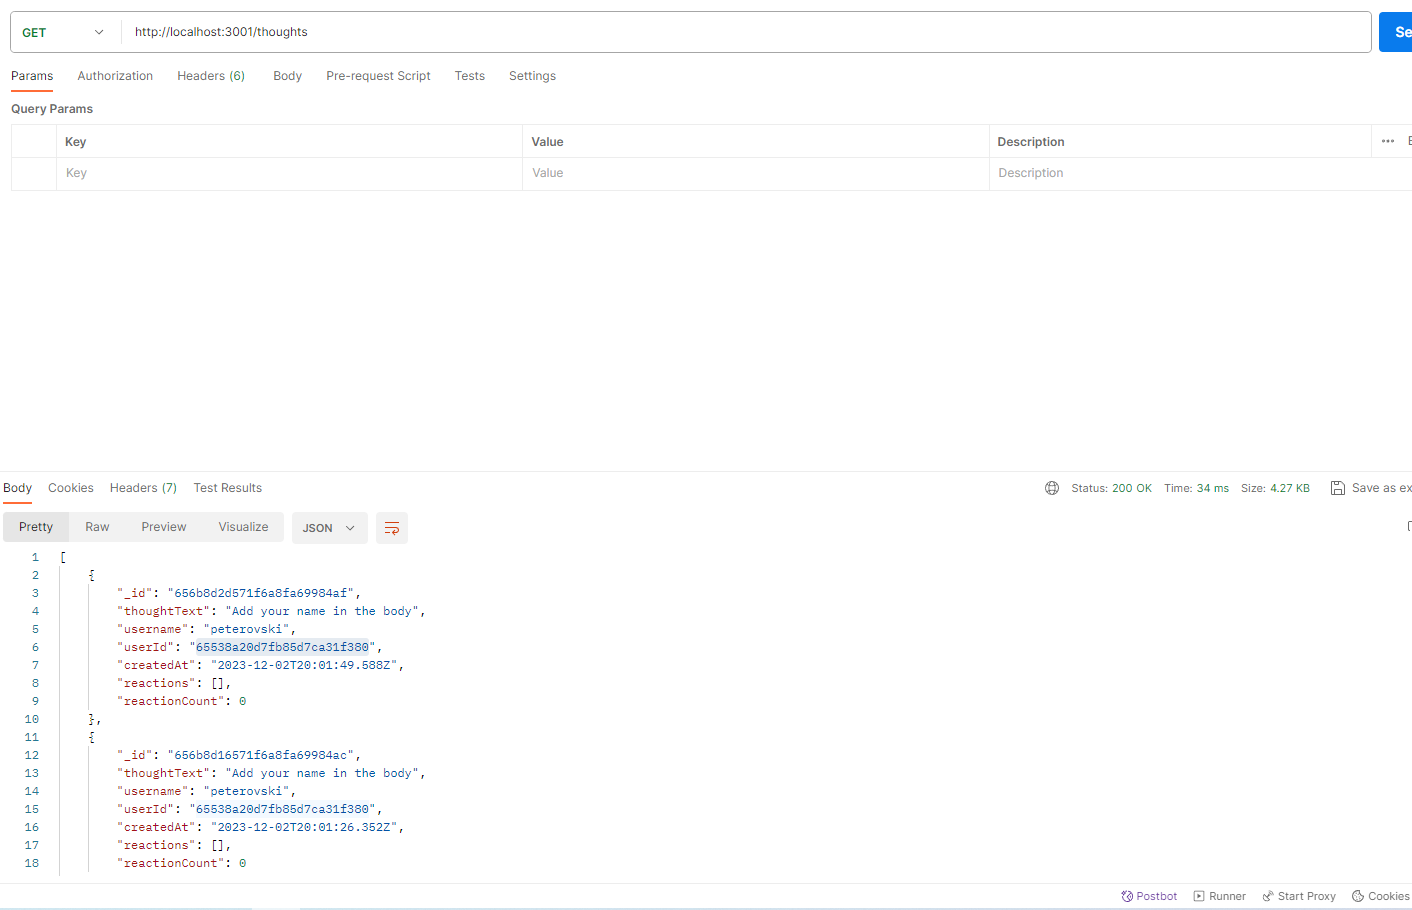 GET http://localhost:3001/thoughts Se
Params Authorization Headers (6) Body Pre-request Script Tests Settings
Query Params
Key Value Description
Key Value Description
Body Cookies Headers (7) Test Results Status: 200 OK Time: 34 ms Size: 4.27 KB Save as ex
Pretty Raw Preview Visualize JSON
1 [
2 {
3 "_id": "656b8d2d571f6a8fa69984af",
4 "thoughtText": "Add your name in the body",
5 "username": "peterovski",
6 "userId": "65538a20d7fb85d7ca31f380",
7 "createdAt": "2023-12-02T20:01:49.588Z",
8 "reactions": [],
9 "reactionCount": 0
10 },
11 {
12 "_id": "656b8d16571f6a8fa69984ac",
13 "thoughtText": "Add your name in the body",
14 "username": "peterovski",
15 "userId": "65538a20d7fb85d7ca31f380",
16 "createdAt": "2023-12-02T20:01:26.352Z",
17 "reactions": [],
18 "reactionCount": 0
Postbot Runner Start Proxy Cookies